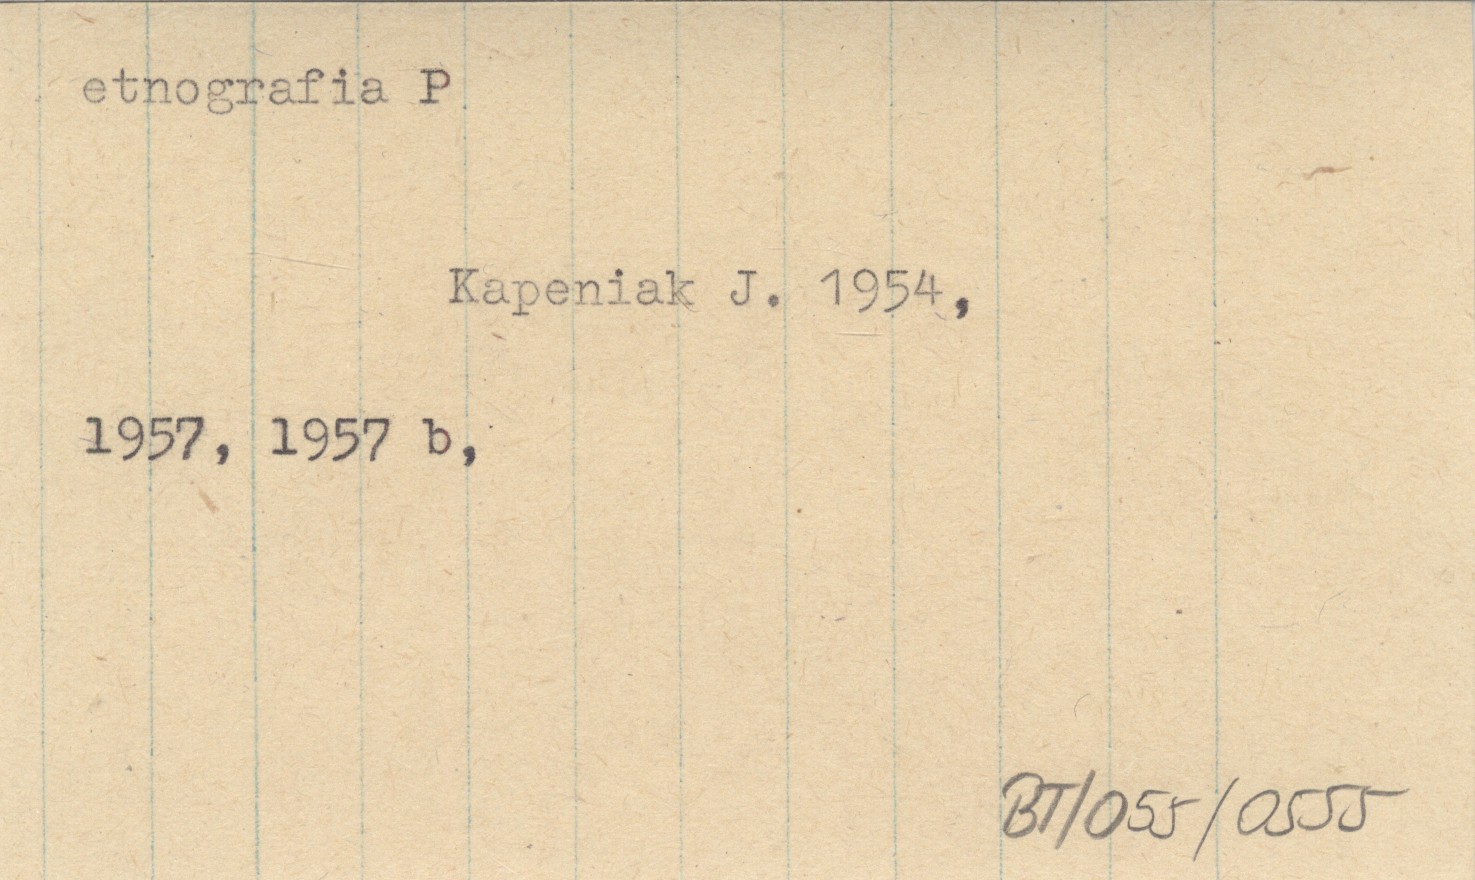 etnografia P
Kapeniak J. 1954,
1957, 1957 b,
BT/055/0555